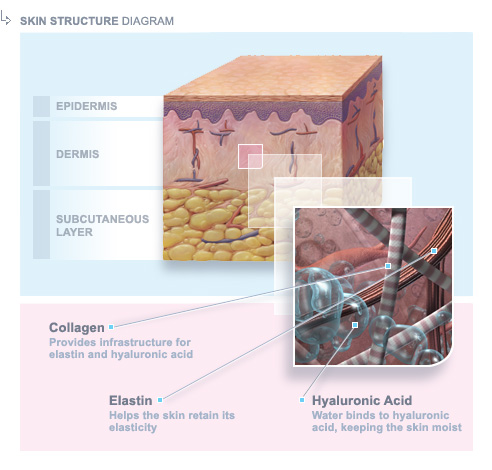 SKIN STRUCTURE DIAGRAM
EPIDERMIS
DERMIS
SUBCUTANEOUS
LAYER
Collagen
Provides infrastructure for
elastin and hyaluronic acid
Elastin
Helps the skin retain its
elasticity
Hyaluronic Acid
Water binds to hyaluronic
acid, keeping the skin moist